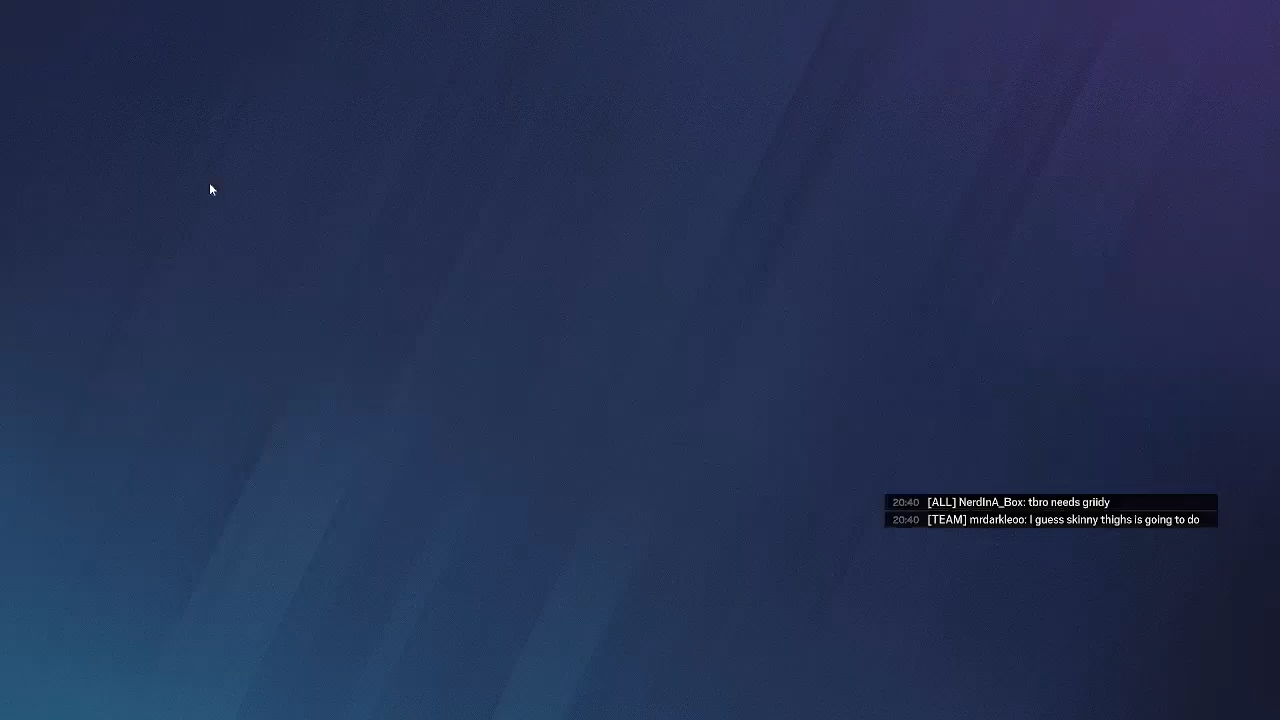 20:40 [ALL] NerdInA_Box: tbro needs griidy
20:40 [TEAM] mrdarkleoo: I guess skinny thighs is going to do